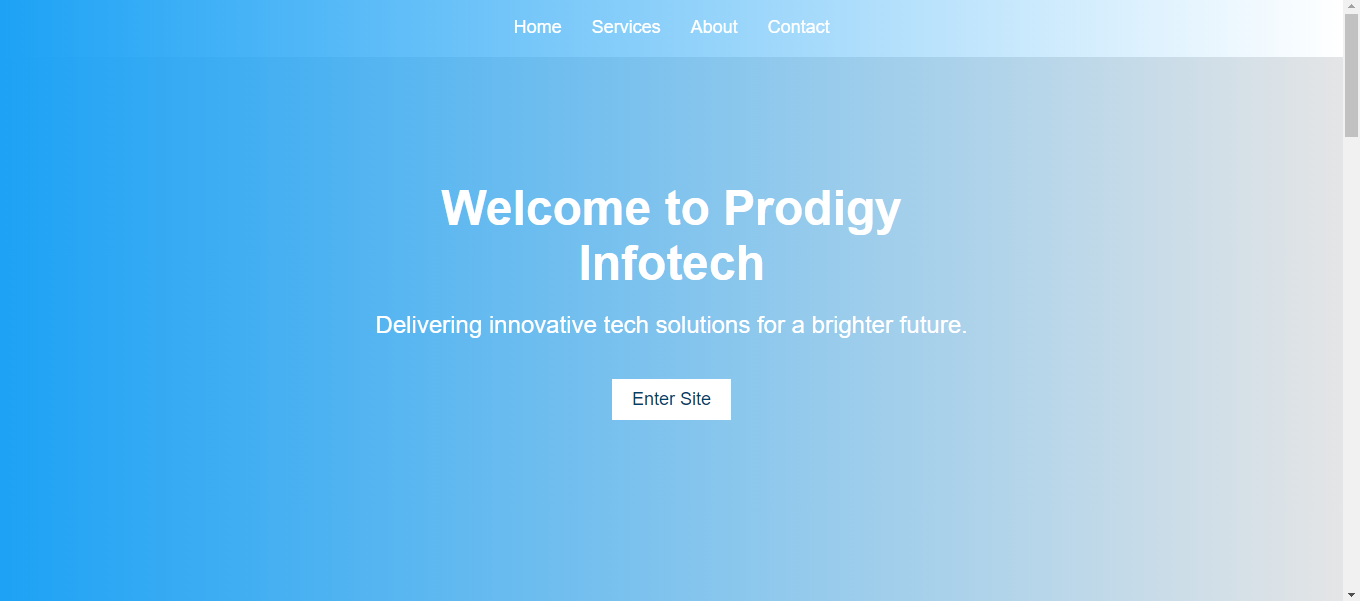 Home Services About Contact
Welcome to Prodigy
Infotech
Delivering innovative tech solutions for a brighter future.
Enter Site